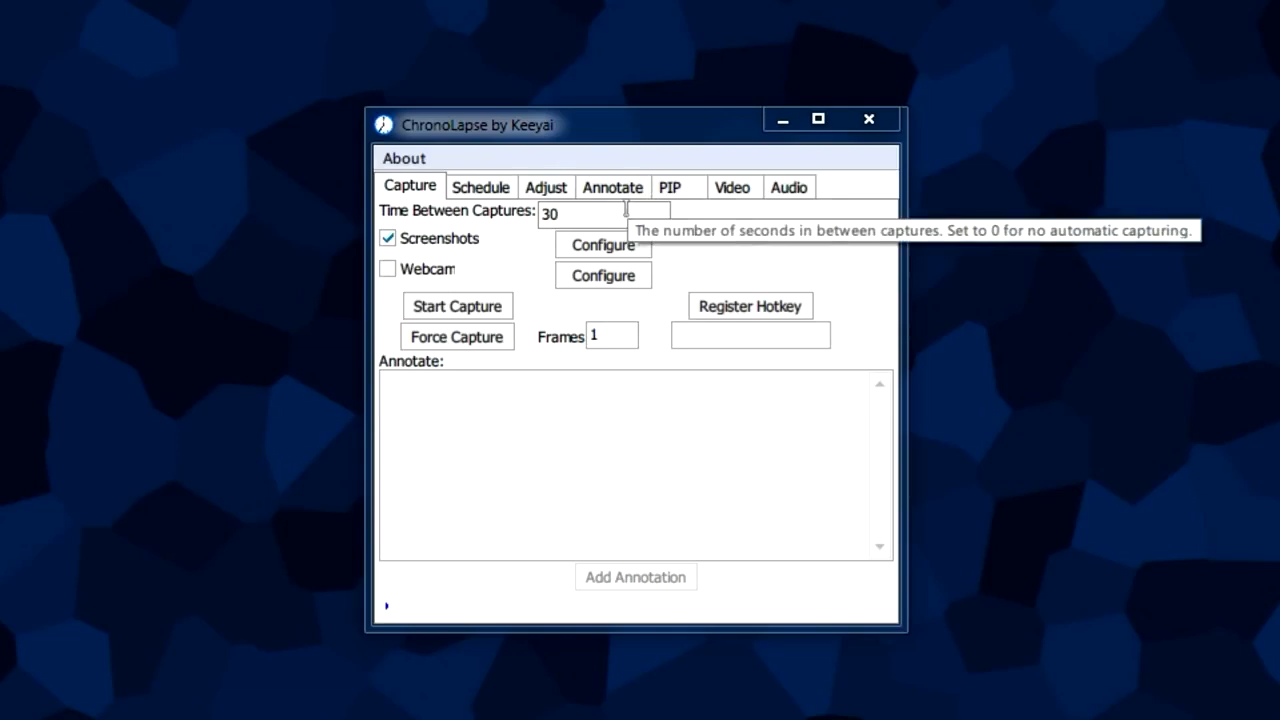 ChronoLapse by Keeyai
About
Capture Schedule Adjust Annotate PIP Video Audio
Time Between Captures: 30
The number of seconds in between captures. Set to 0 for no automatic capturing.
Screenshots Configure
Webcam Configure
Start Capture Register Hotkey
Force Capture Frames 1
Annotate:
Add Annotation